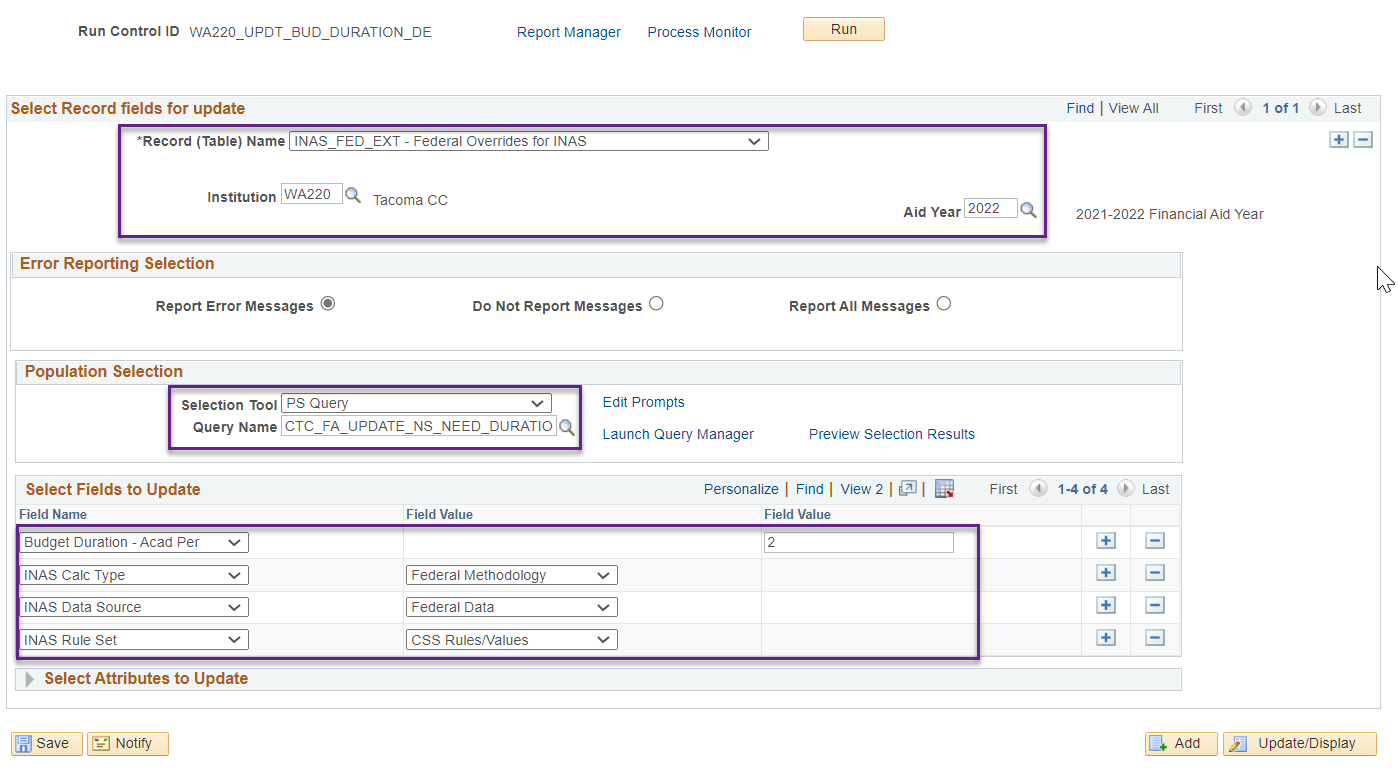 Run Control ID WA220_UPDT_BUD_DURATION_DE Report Manager Process Monitor Run
Select Record fields for update Find | View All First 1 of 1 Last
*Record (Table) Name INAS_FED_EXT - Federal Overrides for INAS
Institution WA220 Tacoma CC
Aid Year 2022 2021-2022 Financial Aid Year
Error Reporting Selection
Report Error Messages Do Not Report Messages Report All Messages
Population Selection
Selection Tool PS Query Edit Prompts
Query Name CTC_FA_UPDATE_NS_NEED_DURATIO
Launch Query Manager Preview Selection Results
Select Fields to Update Personalize | Find | View 2 | | First 1-4 of 4 Last
Field Name Field Value Field Value
Budget Duration - Acad Per 2
INAS Calc Type Federal Methodology
INAS Data Source Federal Data
INAS Rule Set CSS Rules/Values
Select Attributes to Update
Save Notify Add Update/Display